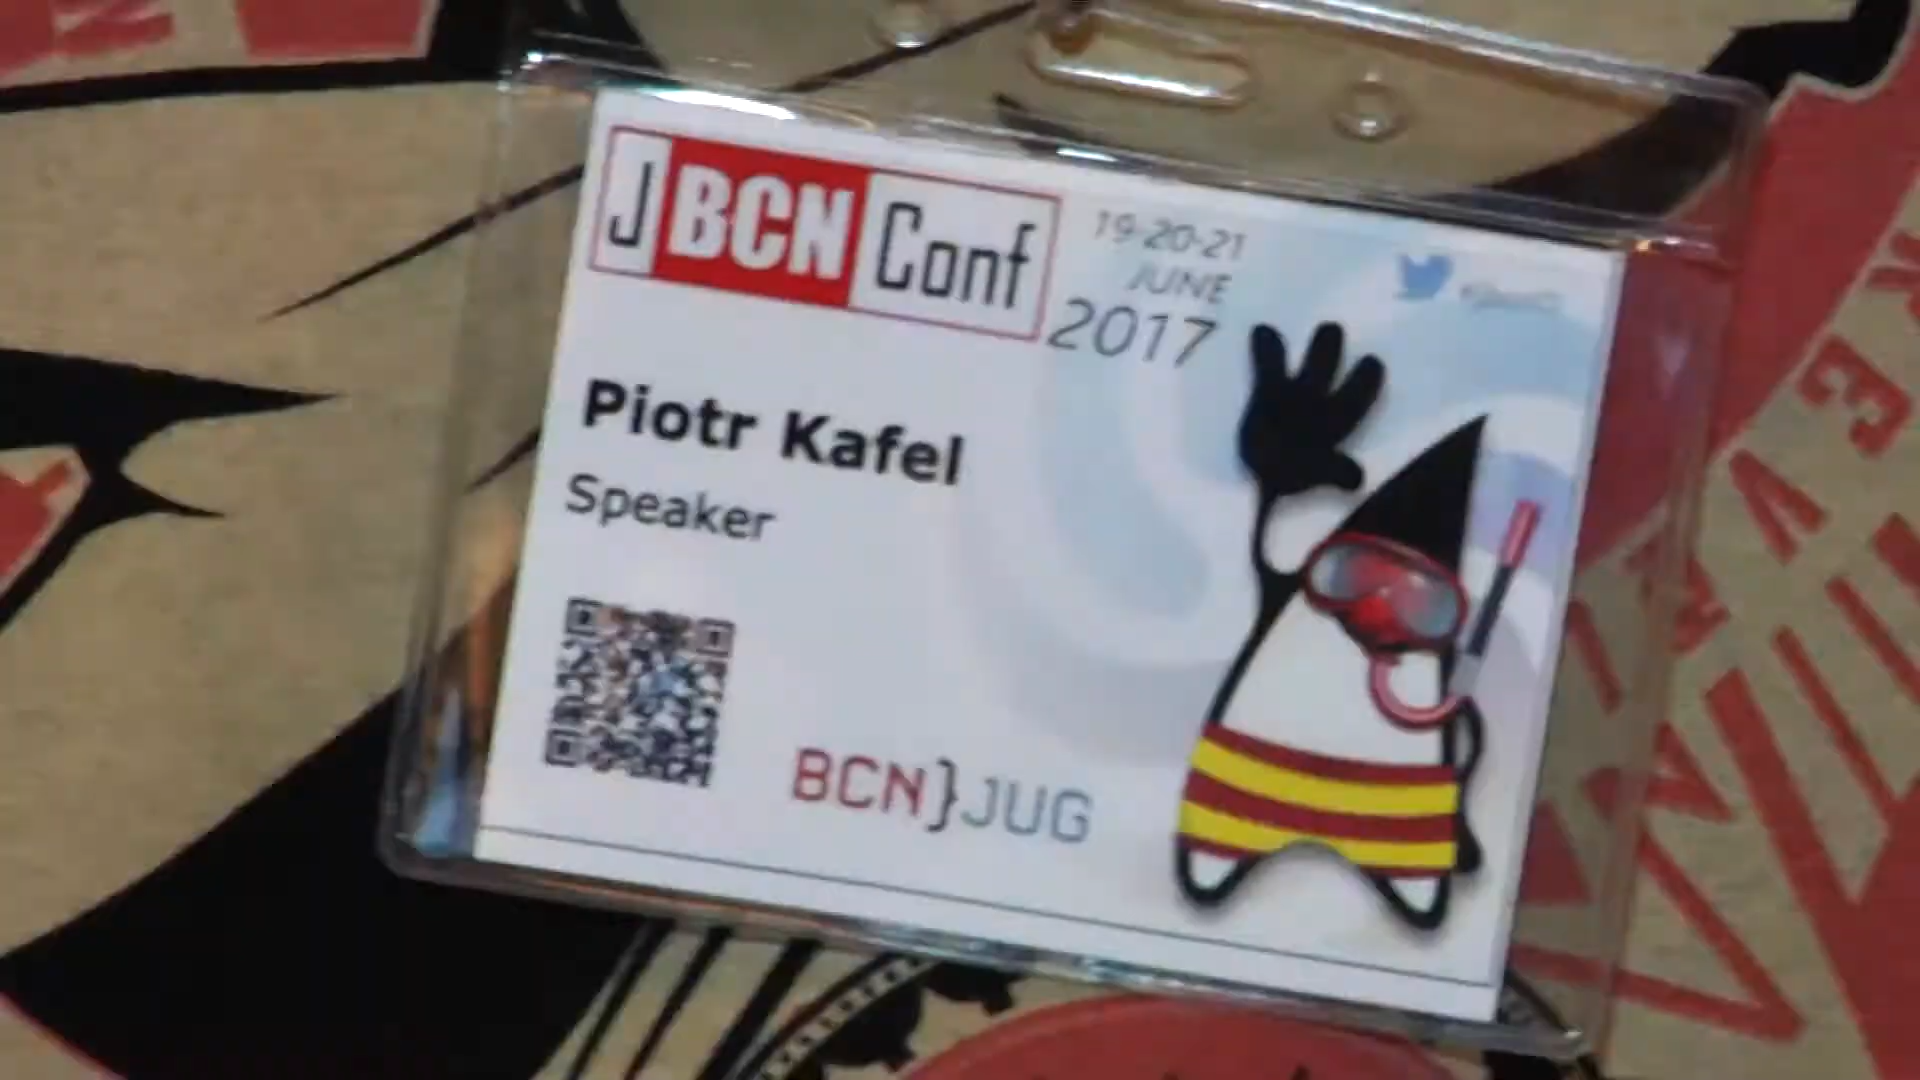 JBCNConf
19-20-21
JUNE
2017
Piotr Kafel
Speaker
BCN}JUG